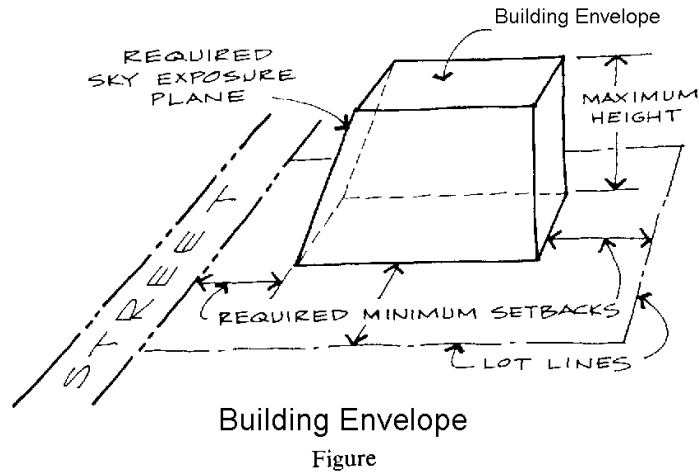 Building Envelope
REQUIRED
SKY EXPOSURE
PLANE
MAXIMUM
HEIGHT
STREET
REQUIRED MINIMUM SETBACKS
LOT LINES
Building Envelope
Figure